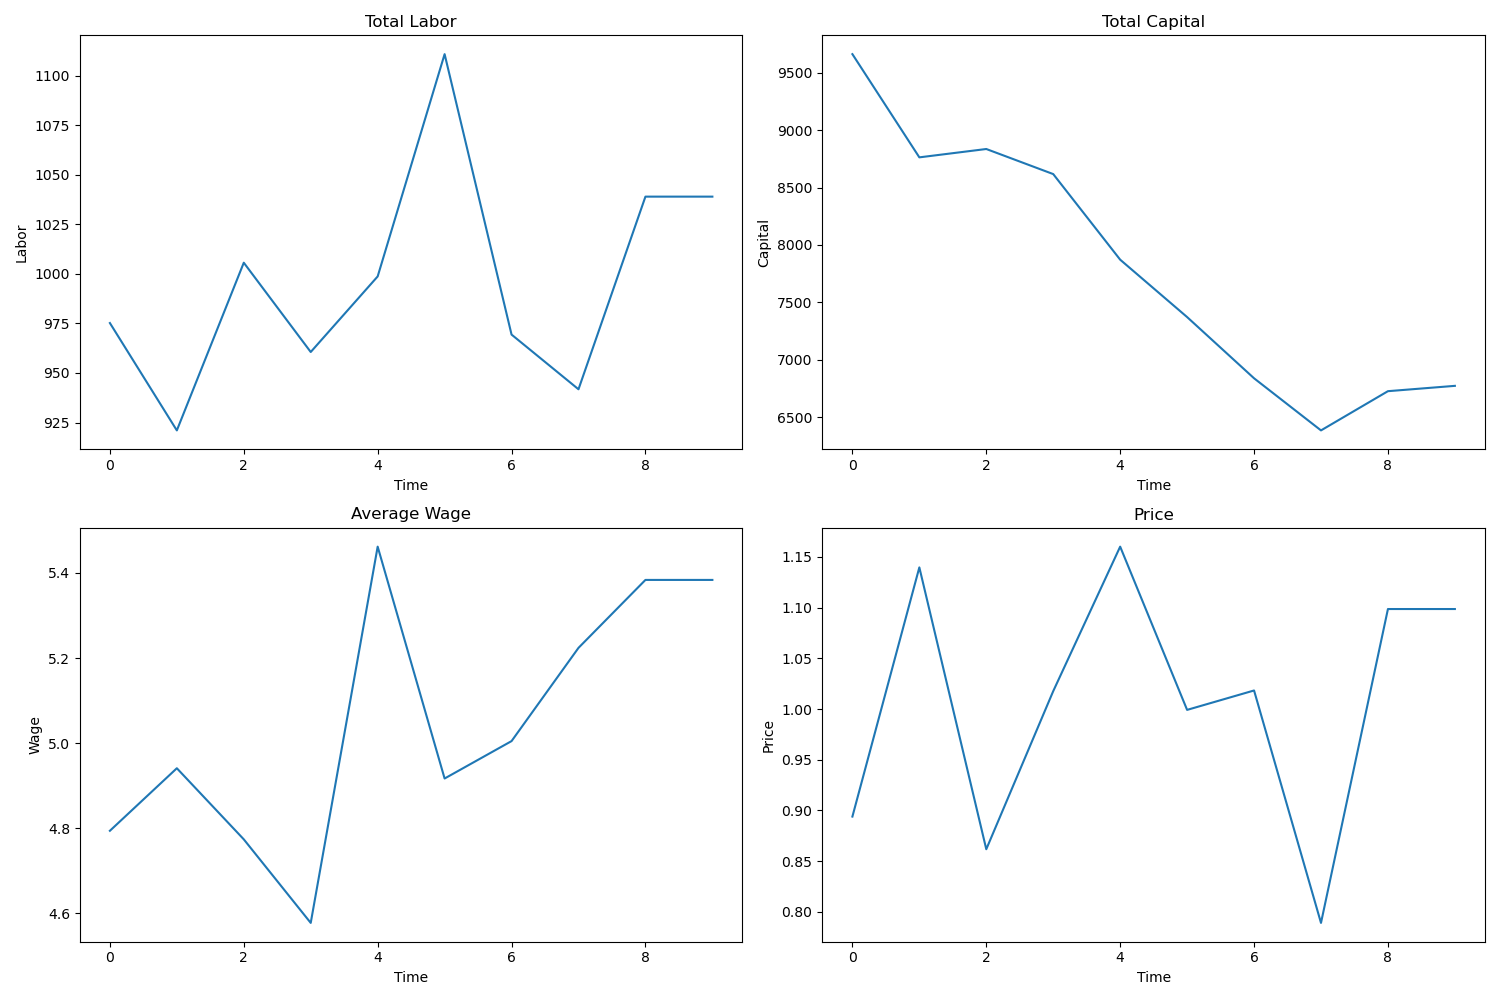 Total Labor
1100
1075
1050
1025
1000
975
950
925
Labor
0 2 4 6 8
Time
Total Capital
9500
9000
8500
8000
7500
7000
6500
Capital
0 2 4 6 8
Time
Average Wage
5.4
5.2
5.0
4.8
4.6
Wage
0 2 4 6 8
Time
Price
1.15
1.10
1.05
1.00
0.95
0.90
0.85
0.80
Price
0 2 4 6 8
Time